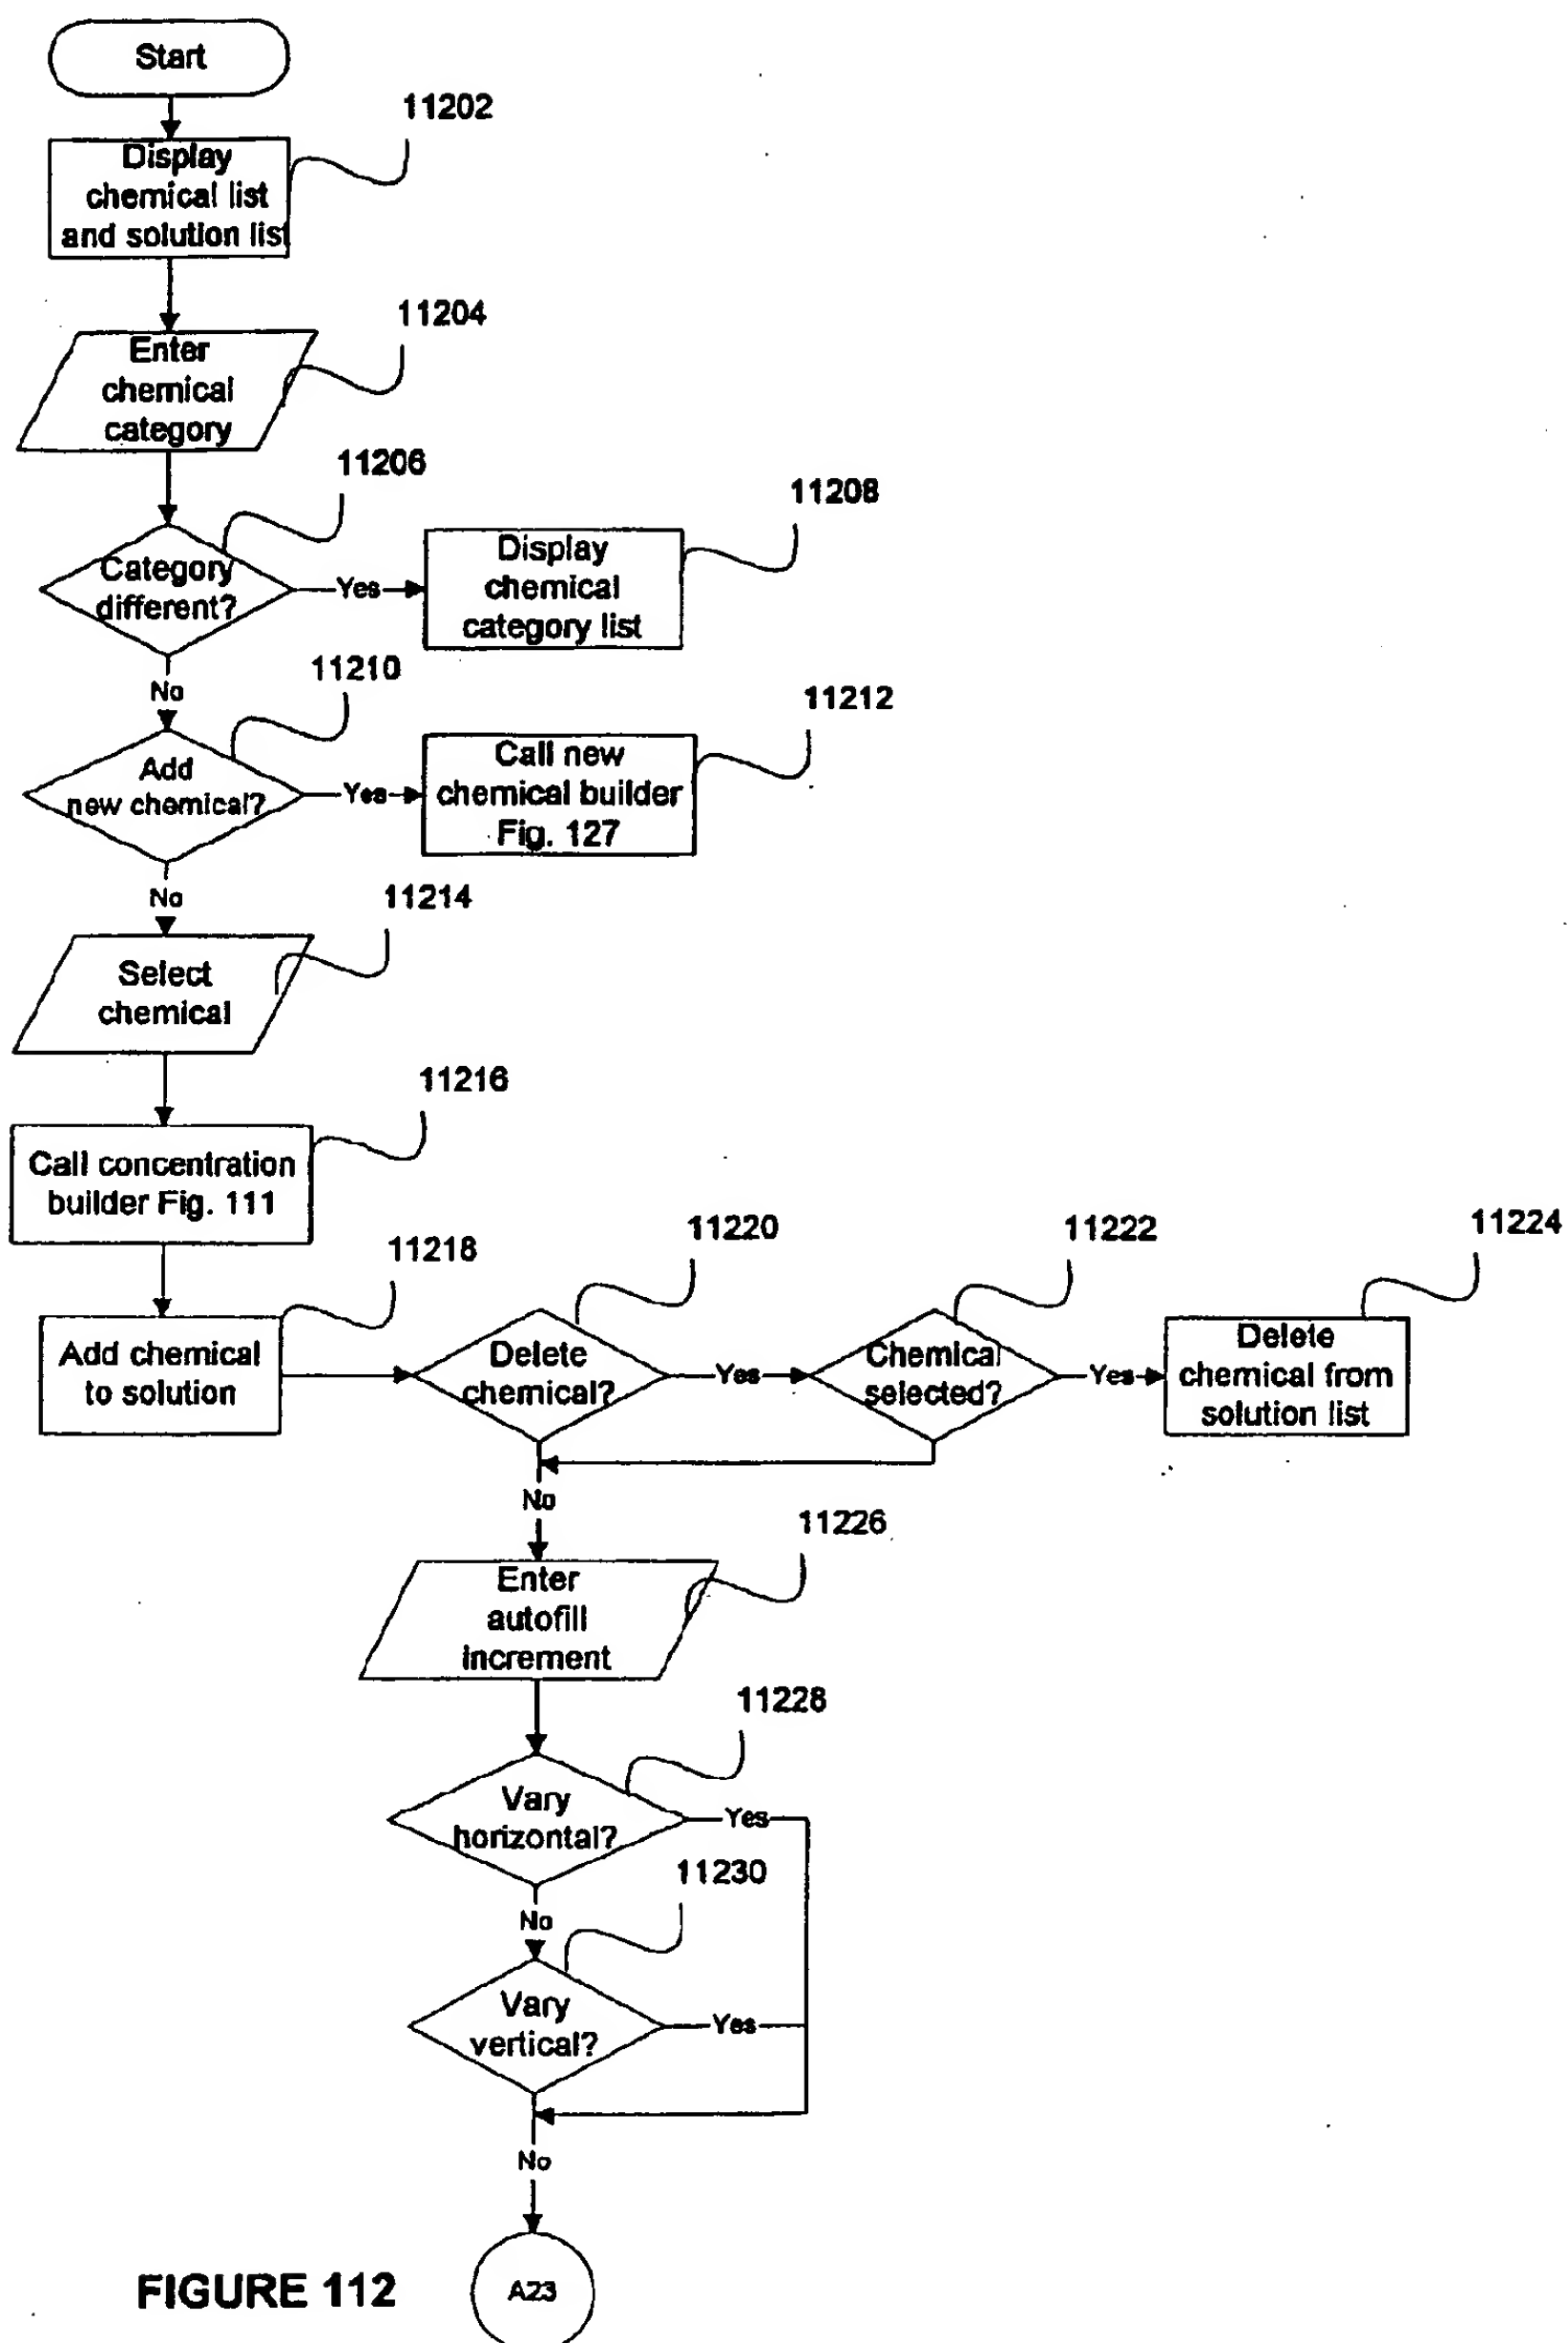 Start
11202
Display
chemical list
and solution list
11204
Enter
chemical
category
11206
Category
different?
Yes
11208
Display
chemical
category list
No
11210
Add
new chemical?
Yes
11212
Call new
chemical builder
Fig. 127
No
11214
Select
chemical
11216
Call concentration
builder Fig. 111
11218
Add chemical
to solution
11220
Delete
chemical?
Yes
11222
Chemical
selected?
Yes
11224
Delete
chemical from
solution list
No
11226
Enter
autofill
increment
11228
Vary
horizontal?
Yes
No
11230
Vary
vertical?
Yes
No
A23
FIGURE 112